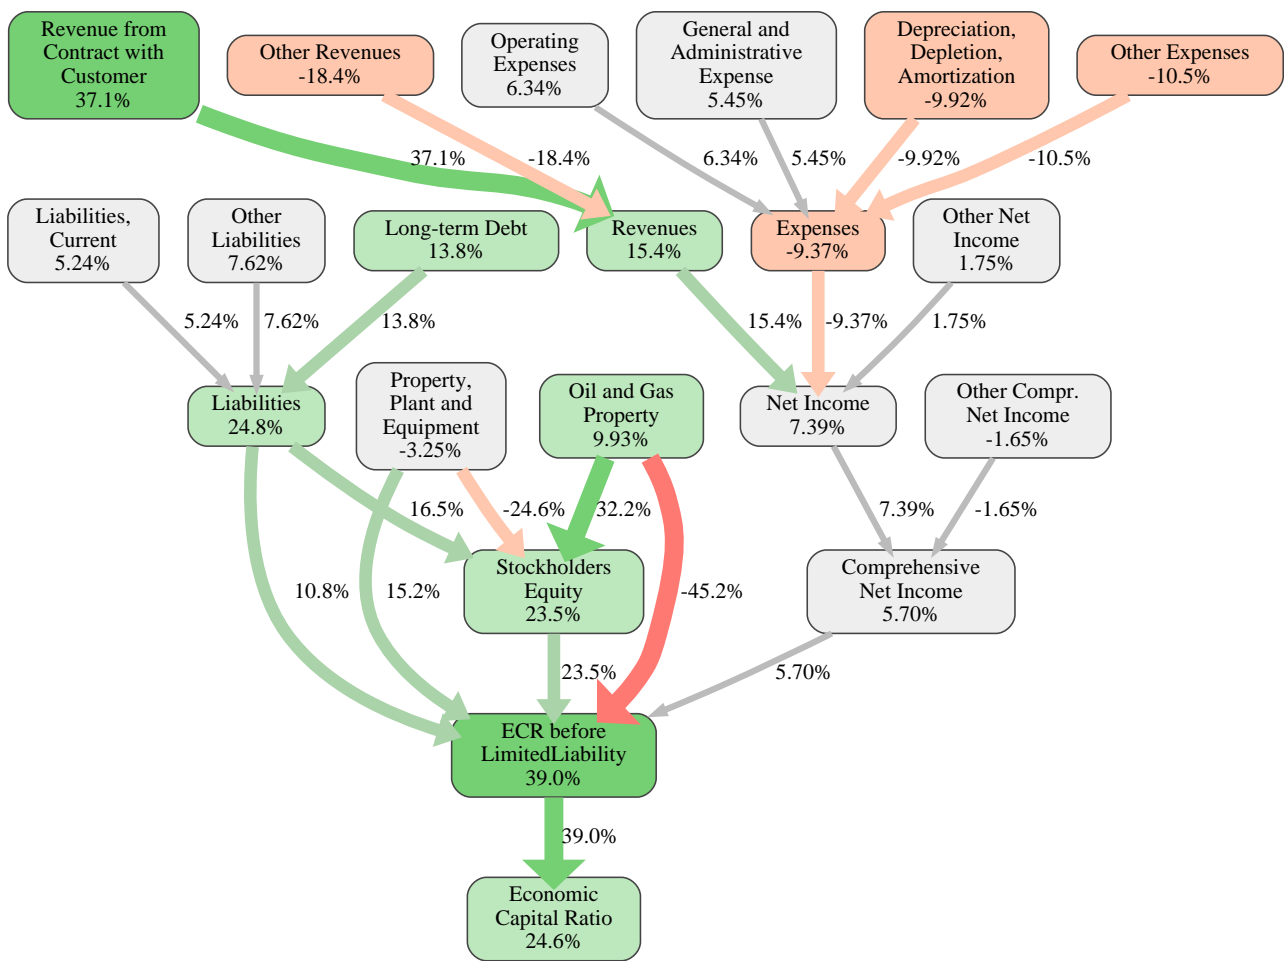 Revenue from
Contract with
Customer
37.1%
Other Revenues
-18.4%
Operating
Expenses
6.34%
General and
Administrative
Expense
5.45%
Depreciation,
Depletion,
Amortization
-9.92%
Other Expenses
-10.5%
37.1%
-18.4%
6.34%
5.45%
-9.92%
-10.5%
Liabilities,
Current
5.24%
Other
Liabilities
7.62%
Long-term Debt
13.8%
Revenues
15.4%
Expenses
-9.37%
Other Net
Income
1.75%
5.24%
7.62%
13.8%
15.4%
-9.37%
1.75%
Liabilities
24.8%
Property,
Plant and
Equipment
-3.25%
Oil and Gas
Property
9.93%
Net Income
7.39%
Other Compr.
Net Income
-1.65%
16.5%
-24.6%
32.2%
7.39%
-1.65%
10.8%
15.2%
Stockholders
Equity
23.5%
-45.2%
Comprehensive
Net Income
5.70%
23.5%
5.70%
ECR before
LimitedLiability
39.0%
39.0%
Economic
Capital Ratio
24.6%